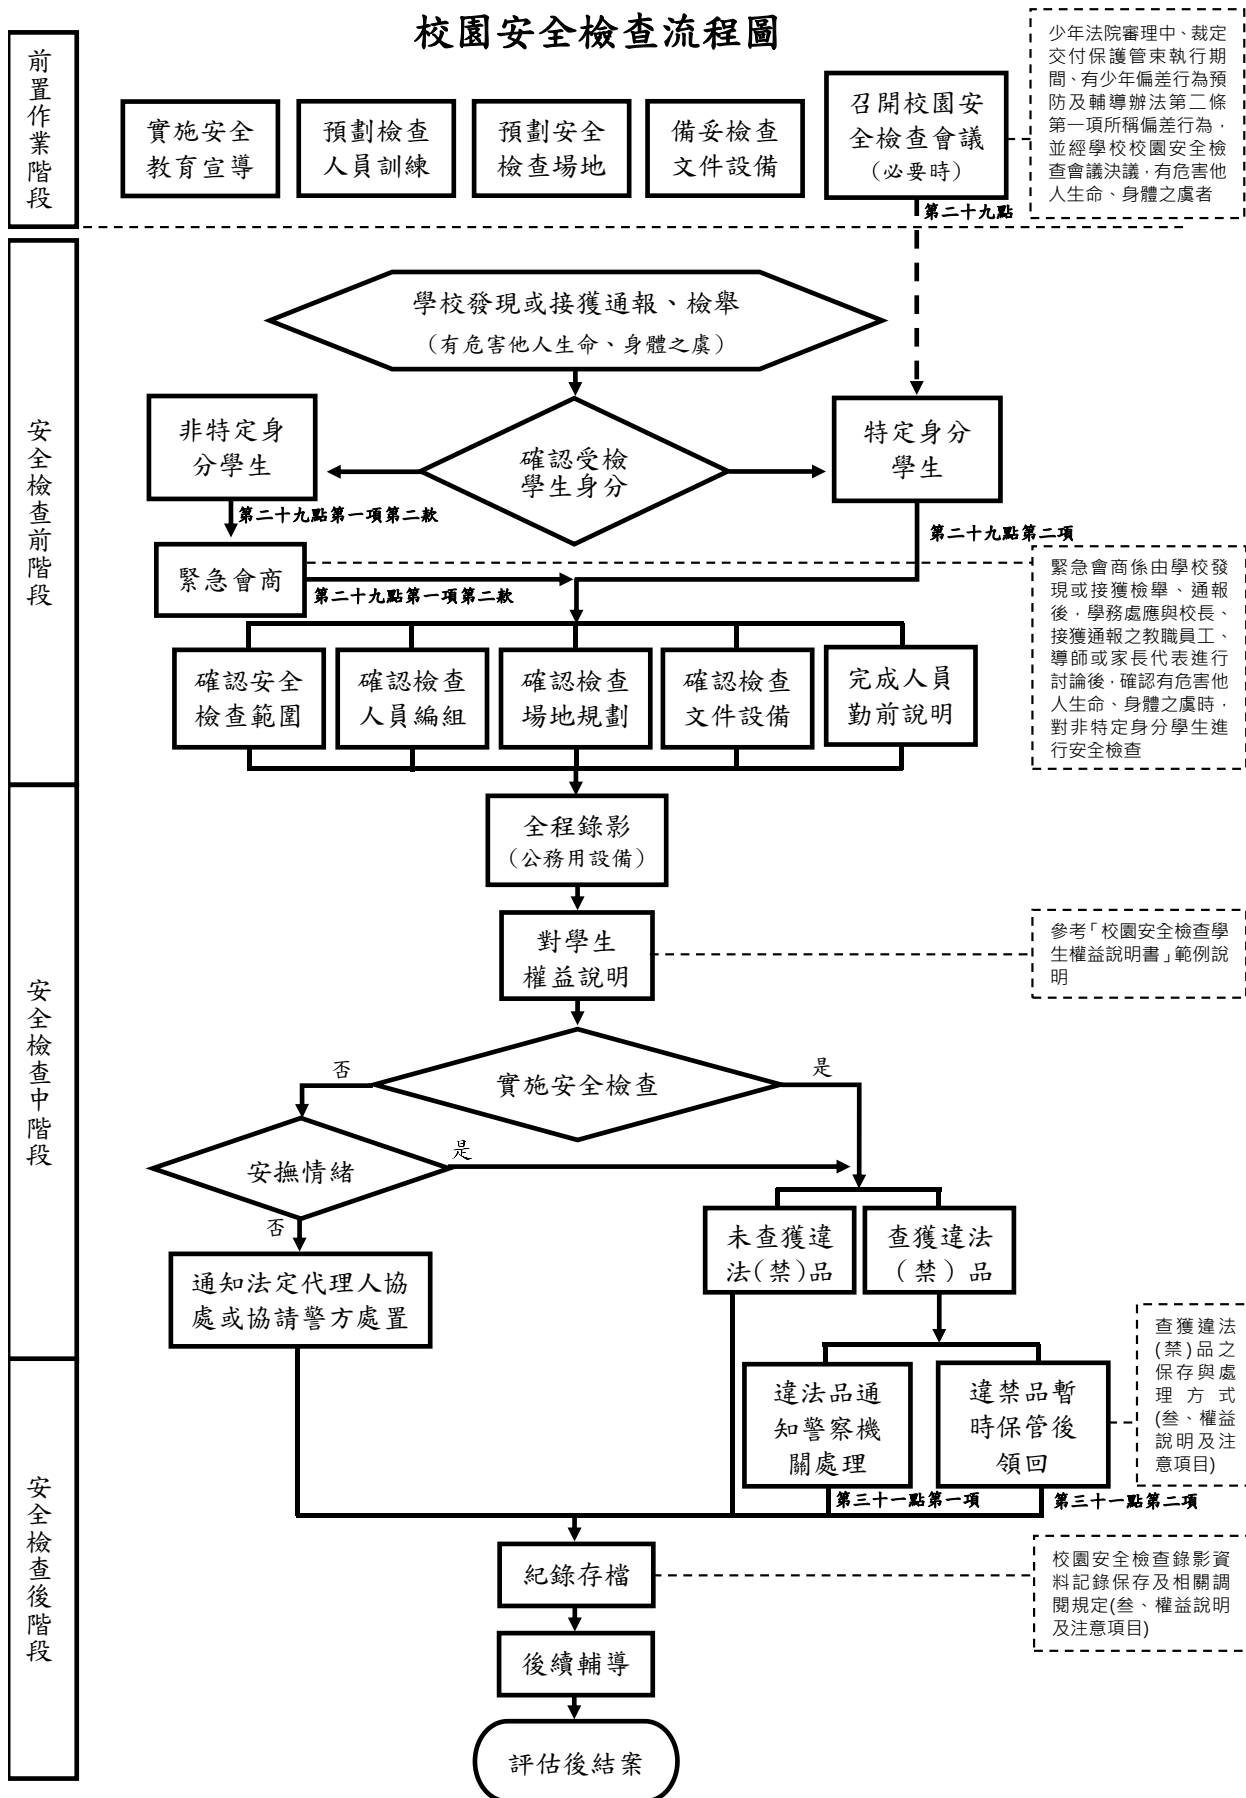 校園安全檢查流程圖
前置作業階段
實施安全
教育宣導
預劃檢查
人員訓練
預劃安全
檢查場地
備妥檢查
文件設備
召開校園安
全檢查會議
(必要時)
第二十九點
少年法院審理中、裁定
交付保護管束執行期
間、有少年偏差行為預
防及輔導辦法第二條
第一項所稱偏差行為，
並經學校校園安全檢
查會議決議，有危害他
人生命、身體之虞者
安全檢查前階段
學校發現或接獲通報、檢舉
(有危害他人生命、身體之虞)
非特定身
分學生
確認受檢
學生身分
特定身分
學生
第二十九點第一項第二款
第二十九點第二項
緊急會商
第二十九點第一項第二款
緊急會商係由學校發
現或接獲檢舉、通報
後，學務處應與校長、
接獲通報之教職員工、
導師或家長代表進行
討論後，確認有危害他
人生命、身體之虞時，
對非特定身分學生進
行安全檢查
確認安全
檢查範圍
確認檢查
人員編組
確認檢查
場地規劃
確認檢查
文件設備
完成人員
勤前說明
安全檢查中階段
全程錄影
(公務用設備)
對學生
權益說明
參考「校園安全檢查學
生權益說明書」範例說
明
實施安全檢查
否
是
安撫情緒
是
否
通知法定代理人協
處或協請警方處置
未查獲違
法(禁)品
查獲違法
(禁)品
安全檢查後階段
違法品通
知警察機
關處理
違禁品暫
時保管後
領回
查獲違法
(禁)品之
保存與處
理方式
(叁、權益
說明及注
意項目)
第三十一點第一項
第三十一點第二項
紀錄存檔
校園安全檢查錄影資
料記錄保存及相關調
閱規定(叁、權益說明
及注意項目)
後續輔導
評估後結案